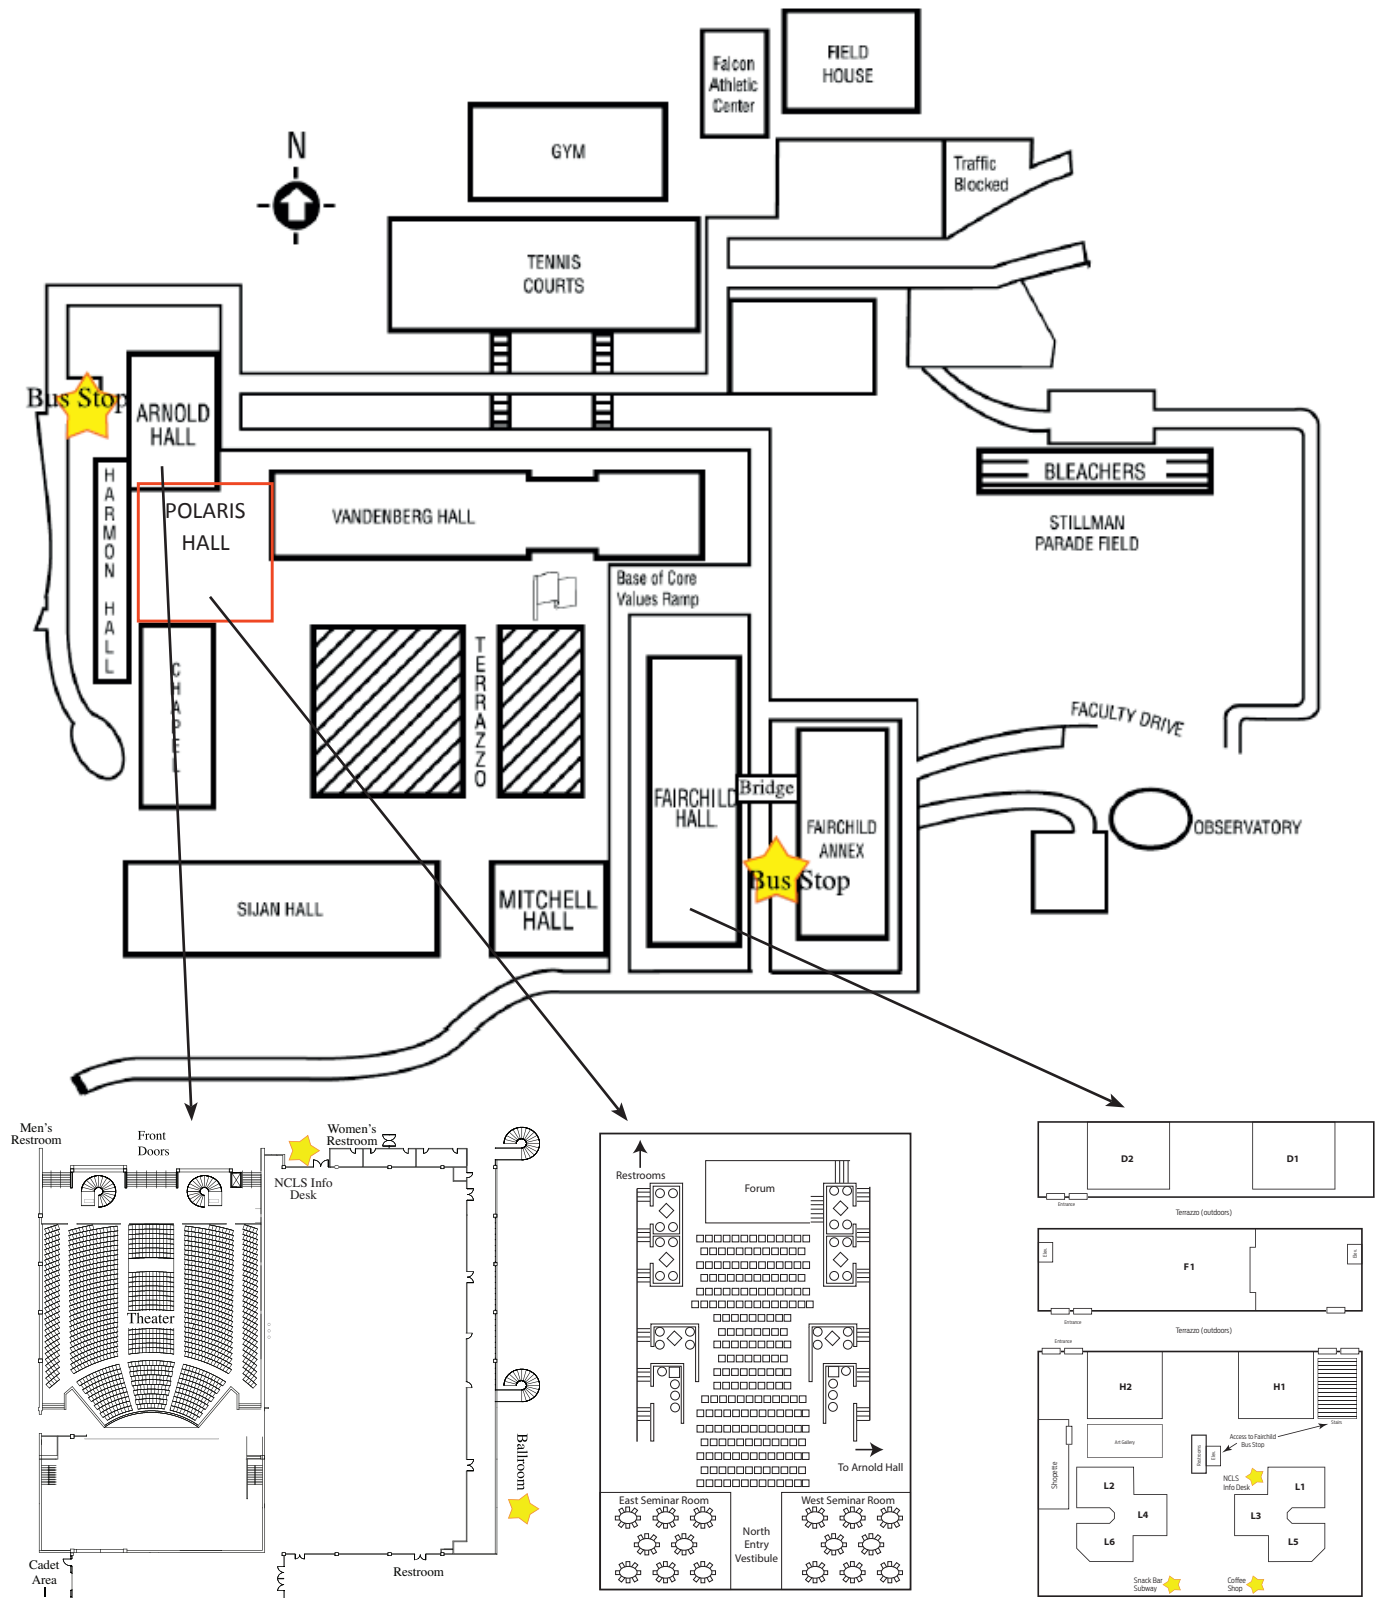 FIELD
HOUSE
Falcon
Athletic
Center
N
GYM
Traffic
Blocked
TENNIS
COURTS
Bus Stop
ARNOLD
HALL
BLEACHERS
HARMON HALL
POLARIS
HALL
VANDENBERG HALL
STILLMAN
PARADE FIELD
Base of Core
Values Ramp
TERRAZZO
CHAPEL
FACULTY DRIVE
Bridge
FAIRCHILD
HALL
FAIRCHILD
ANNEX
OBSERVATORY
Bus Stop
SIJAN HALL
MITCHELL
HALL
Men's
Restroom
Front
Doors
Women's
Restroom
NCLS Info
Desk
Theater
Ballroom
Cadet
Area
Restroom
Restrooms
Forum
To Arnold Hall
East Seminar Room
West Seminar Room
North
Entry
Vestibule
D2
D1
Entrance
Terrazzo (outdoors)
Elev.
F1
Elev.
Entrance
Terrazzo (outdoors)
Entrance
H2
H1
Stairs
Art Gallery
Access to Fairchild
Bus Stop
Restrooms
Elev.
Shopette
NCLS
Info Desk
L2
L4
L6
L1
L3
L5
Snack Bar
Subway
Coffee
Shop